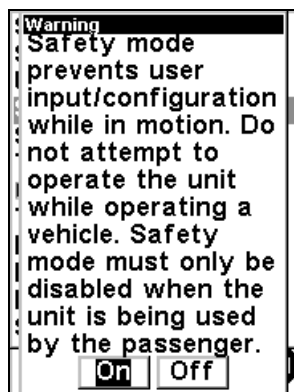 Warning
Safety mode
prevents user
input/configuration
while in motion. Do
not attempt to
operate the unit
while operating a
vehicle. Safety
mode must only be
disabled when the
unit is being used
by the passenger.
On Off